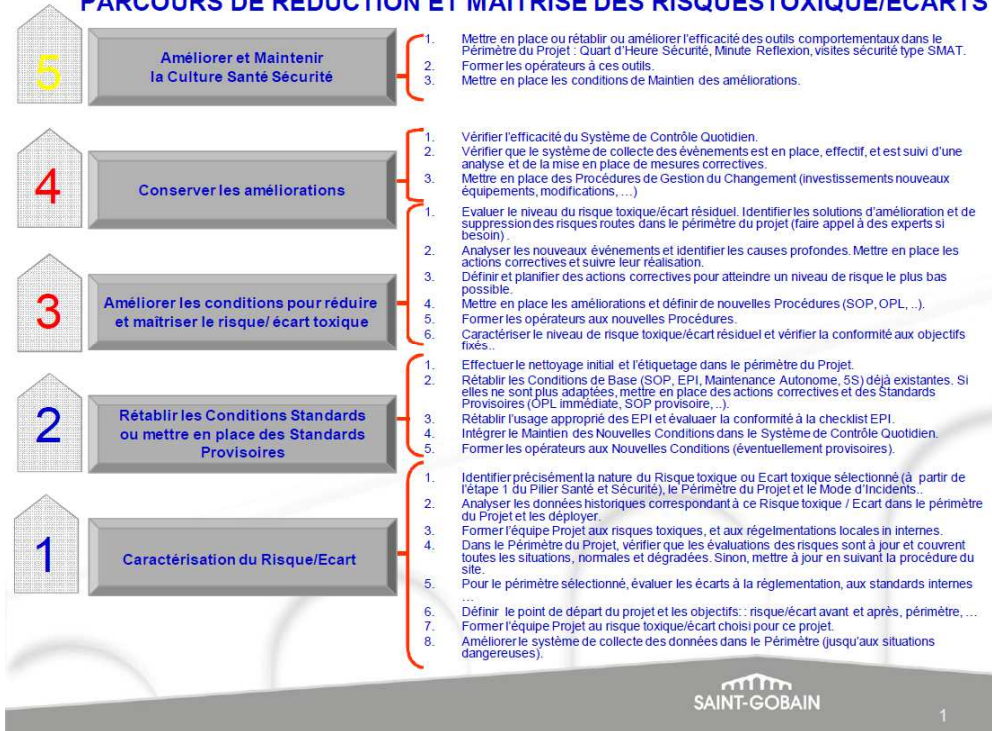 PARCOURS DE REDUCTION ET MAITRISE DES RISQUESTOXIQUE/ECARTS
5
Améliorer et Maintenir
la Culture Santé Sécurité
1. Mettre en place ou rétablir ou améliorer l'efficacité des outils comportementaux dans le
Périmètre du Projet : Quart d'Heure Sécurité, Minute Reflexion, visites sécurité type SMAT.
2. Former les opérateurs à ces outils.
3. Mettre en place les conditions de Maintien des améliorations.
4
Conserver les améliorations
1. Vérifier l'efficacité du Système de Contrôle Quotidien.
2. Vérifier que le système de collecte des évènements est en place, effectif, et est suivi d'une
analyse et de la mise en place de mesures correctives.
3. Mettre en place des Procédures de Gestion du Changement (investissements nouveaux
équipements, modifications, …)
3
Améliorer les conditions pour réduire
et maîtriser le risque/ écart toxique
1. Evaluer le niveau du risque toxique/écart résiduel. Identifier les solutions d'amélioration et de
suppression des risques routes dans le périmètre du projet (faire appel à des experts si
besoin) .
2. Analyser les nouveaux événements et identifier les causes profondes. Mettre en place les
actions correctives et suivre leur réalisation.
3. Définir et planifier des actions correctives pour atteindre un niveau de risque le plus bas
possible.
4. Mettre en place les améliorations et définir de nouvelles Procédures (SOP, OPL, ..).
5. Former les opérateurs aux nouvelles Procédures.
6. Caractériser le niveau de risque toxique/écart résiduel et vérifier la conformité aux objectifs
fixés..
2
Rétablir les Conditions Standards
ou mettre en place des Standards
Provisoires
1. Effectuer le nettoyage initial et l'étiquetage dans le périmètre du Projet.
2. Rétablir les Conditions de Base (SOP, EPI, Maintenance Autonome, 5S) déjà existantes. Si
elles ne sont plus adaptées, mettre en place des actions correctives et des Standards
Provisoires (OPL immédiate, SOP provisoire, ..).
3. Rétablir l'usage approprié des EPI et évaluer la conformité à la checklist EPI.
4. Intégrer le Maintien des Nouvelles Conditions dans le Système de Contrôle Quotidien.
5. Former les opérateurs aux Nouvelles Conditions (éventuellement provisoires).
1
Caractérisation du Risque/Ecart
1. Identifier précisément la nature du Risque toxique ou Ecart toxique sélectionné (à partir de
l'étape 1 du Pilier Santé et Sécurité), le Périmètre du Projet et le Mode d'Incidents..
2. Analyser les données historiques correspondant à ce Risque toxique / Ecart dans le périmètre
du Projet et les déployer.
3. Former l'équipe Projet aux risques toxiques, et aux régelmentations locales in internes.
4. Dans le Périmètre du Projet, vérifier que les évaluations des risques sont à jour et couvrent
toutes les situations, normales et dégradées. Sinon, mettre à jour en suivant la procédure du
site.
5. Pour le périmètre sélectionné, évaluer les écarts à la réglementation, aux standards internes
…
6. Définir le point de départ du projet et les objectifs: : risque/écart avant et après, périmètre, …
7. Former l'équipe Projet au risque toxique/écart choisi pour ce projet.
8. Améliorer le système de collecte des données dans le Périmètre (jusqu'aux situations
dangereuses).
SAINT-GOBAIN
1